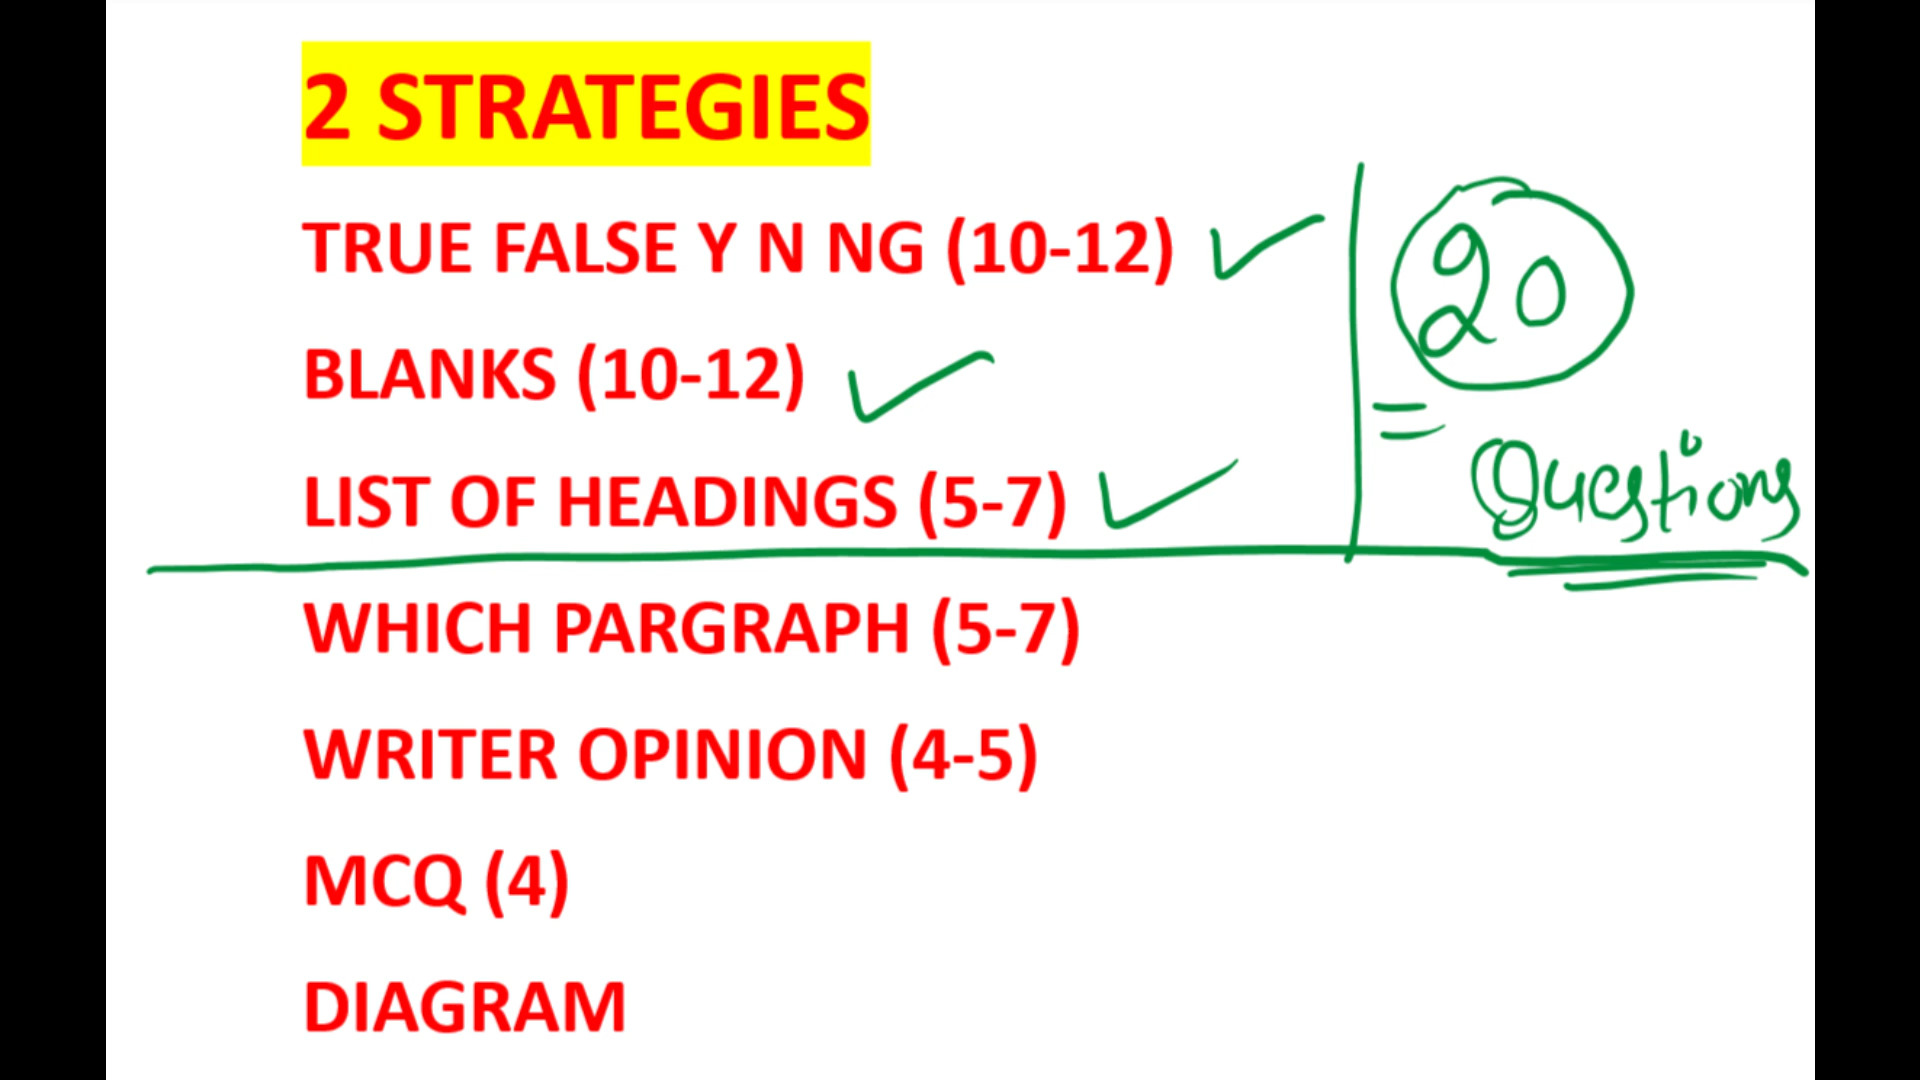 2 STRATEGIES
TRUE FALSE Y N NG (10-12)
BLANKS (10-12)
LIST OF HEADINGS (5-7)
20
Questions
WHICH PARGRAPH (5-7)
WRITER OPINION (4-5)
MCQ (4)
DIAGRAM